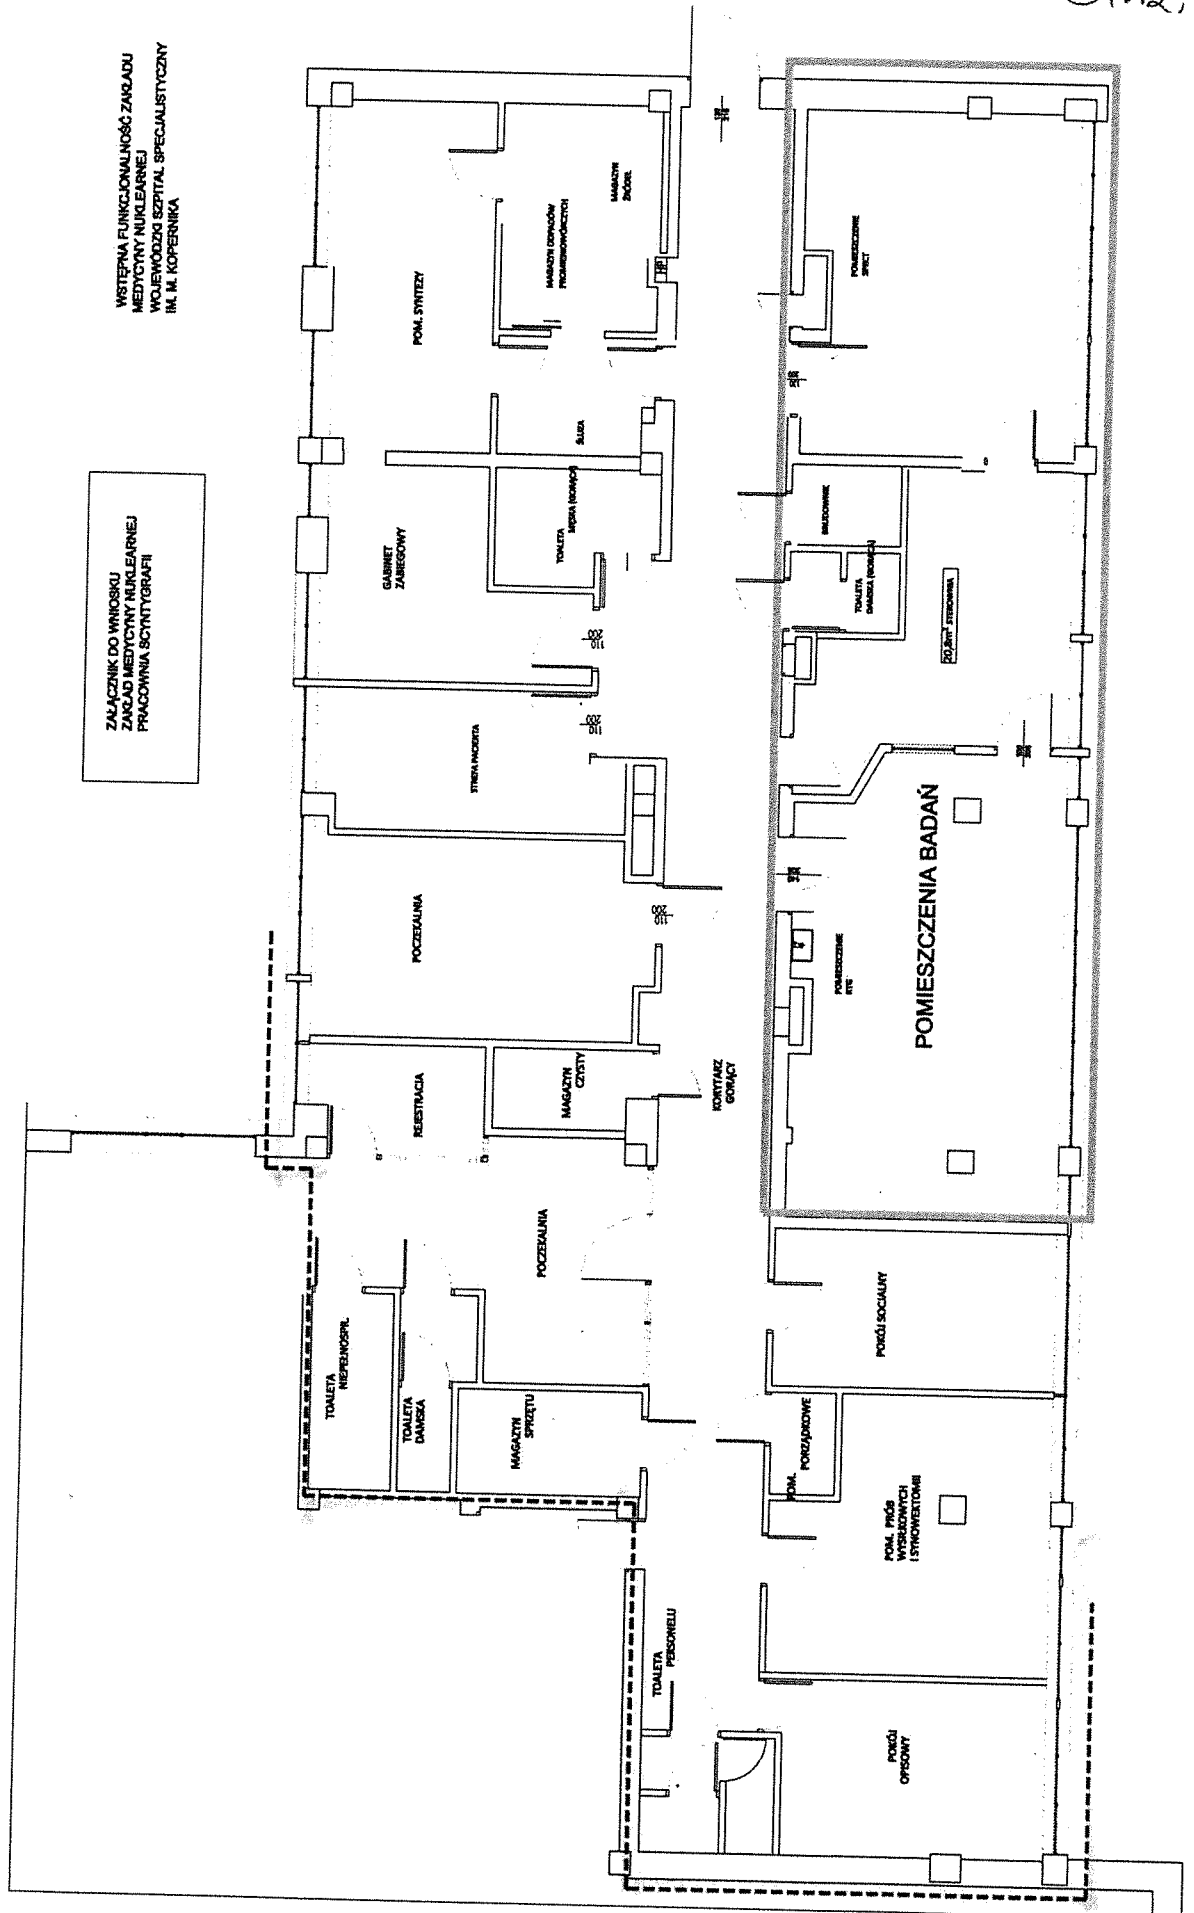 WSTĘPNA FUNKCJONALNOŚĆ ZAKŁADU
MEDYCYNY NUKLEARNEJ
WOJEWÓDZKI SZPITAL SPECJALISTYCZNY
IM. M. KOPERNIKA
ZAŁĄCZNIK DO WNIOSKU
ZAKŁAD MEDYCYNY NUKLEARNEJ
PRACOWNIA SCYNTYGRAFII
POM. SYNTEZY
MAGAZYN ODPADÓW
PROMIENIOTWÓRCZYCH
MAGAZYN
ŹRÓDEŁ
ŚLUZA
GABINET
ZABIEGOWY
TOALETA
MĘSKA (GORĄCA)
STREFA PACJENTA
POCZEKALNIA
REJESTRACJA
MAGAZYN
CZYSTY
KORYTARZ
GORĄCY
POCZEKALNIA
TOALETA
NIEPEŁNOSPR.
TOALETA
DAMSKA
MAGAZYN
SPRZĘTU
TOALETA
PERSONELU
POMIESZCZENIE
SPECT
BRUDOWNIK
TOALETA
DAMSKA (GORĄCA)
20,8m² STEROWNIA
POMIESZCZENIA BADAŃ
POMIESZCZENIE
RTG
POKÓJ SOCJALNY
POM.
PORZĄDKOWE
POM. PRÓB
WYSIŁKOWYCH
I SYNOWEKTOMII
POKÓJ
OPISOWY
110
200
110
200
110
200